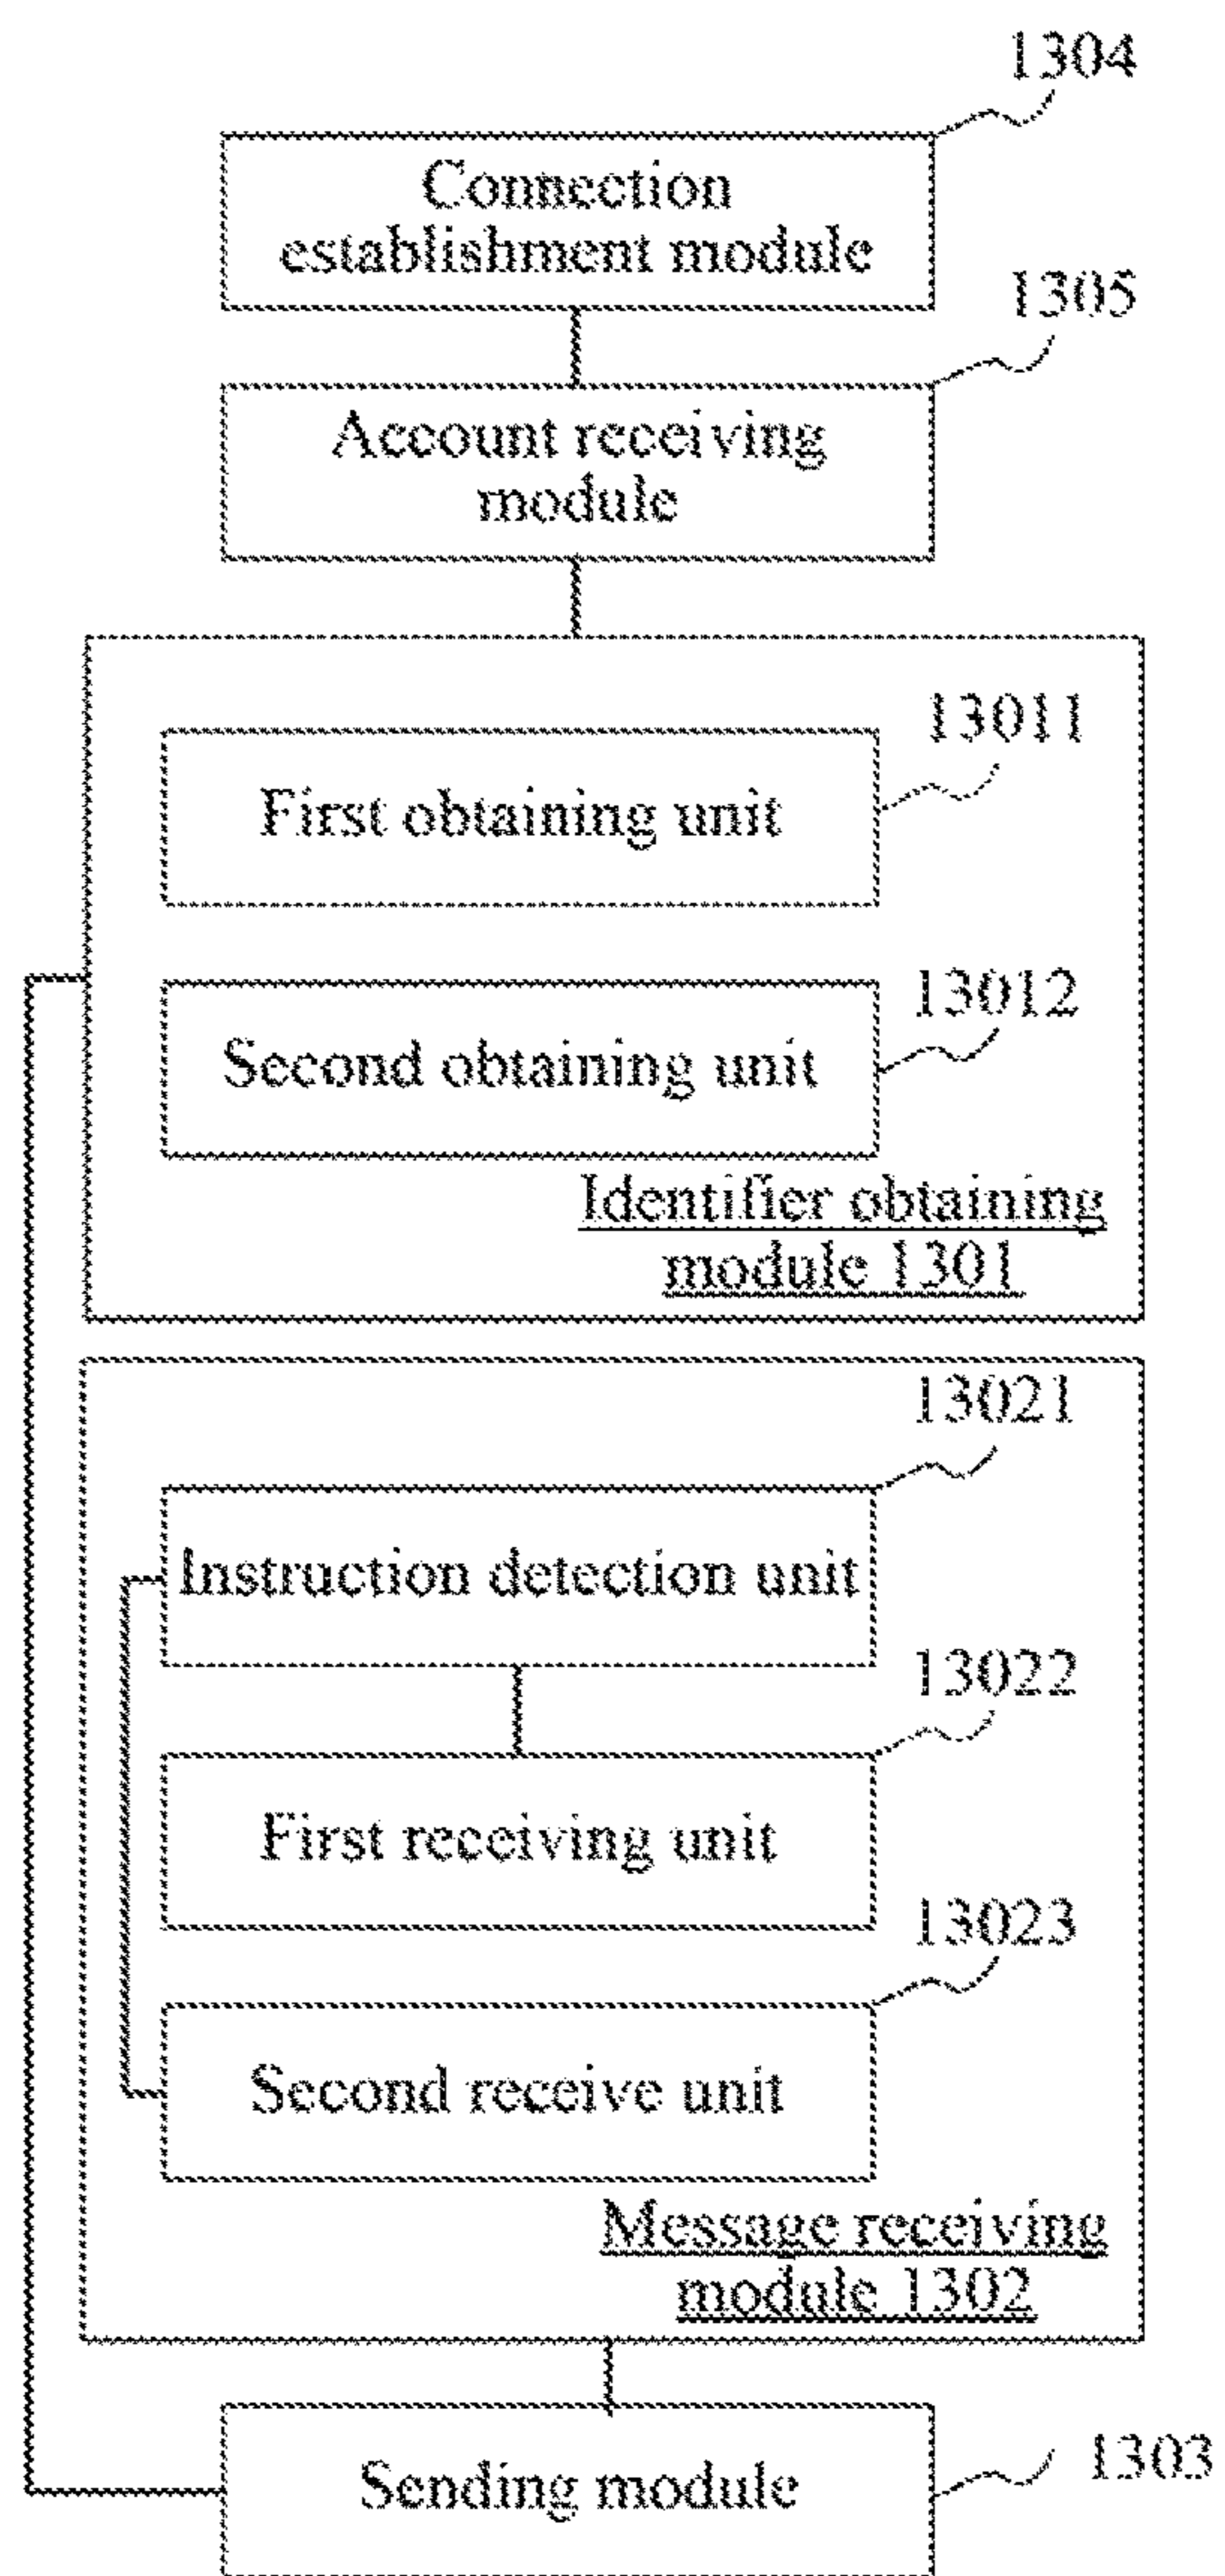 1304
Connection
establishment module
1305
Account receiving
module
13011
First obtaining unit
13012
Second obtaining unit
Identifier obtaining
module 1301
13021
Instruction detection unit
13022
First receiving unit
13023
Second receive unit
Message receiving
module 1302
Sending module
1303